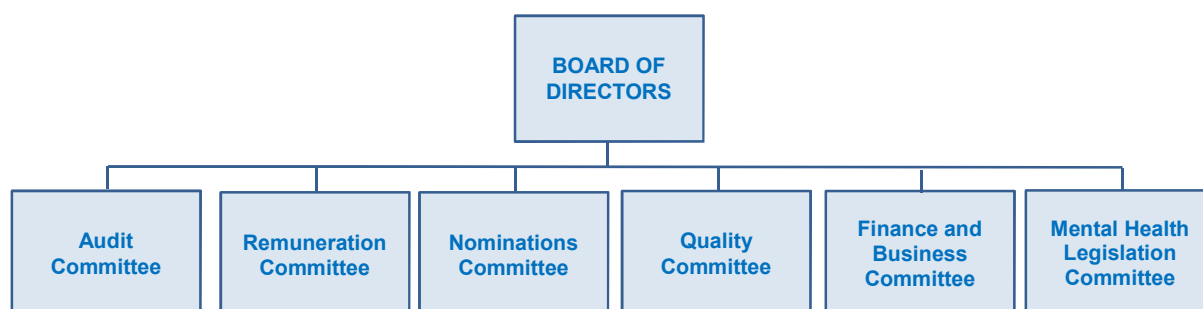 BOARD OF
DIRECTORS
Audit
Committee
Remuneration
Committee
Nominations
Committee
Quality
Committee
Finance and
Business
Committee
Mental Health
Legislation
Committee